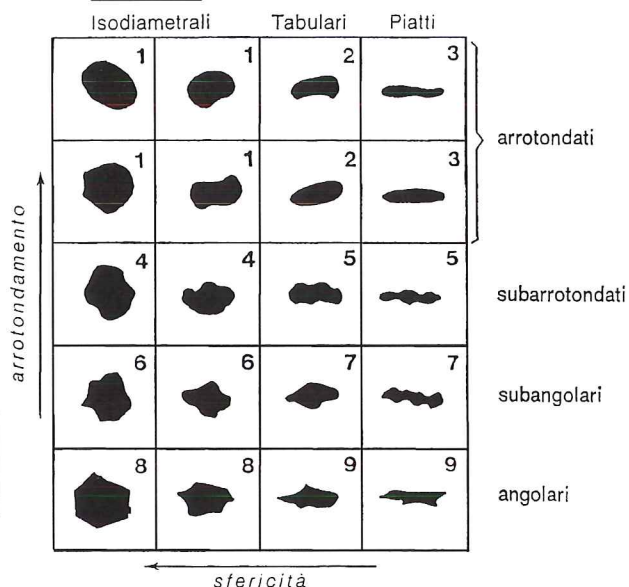 Isodiametrali Tabulari Piatti
1 1 2 3
arrotondati
1 1 2 3
4 4 5 5
subarrotondati
6 6 7 7
subangolari
8 8 9 9
angolari
arrotondamento
sfericità